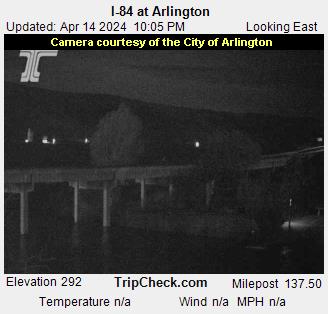 I-84 at Arlington
Updated: Apr 14 2024 10:05 PM Looking East
Camera courtesy of the City of Arlington
Elevation 292 TripCheck.com Milepost 137.50
Temperature n/a Wind n/a MPH n/a